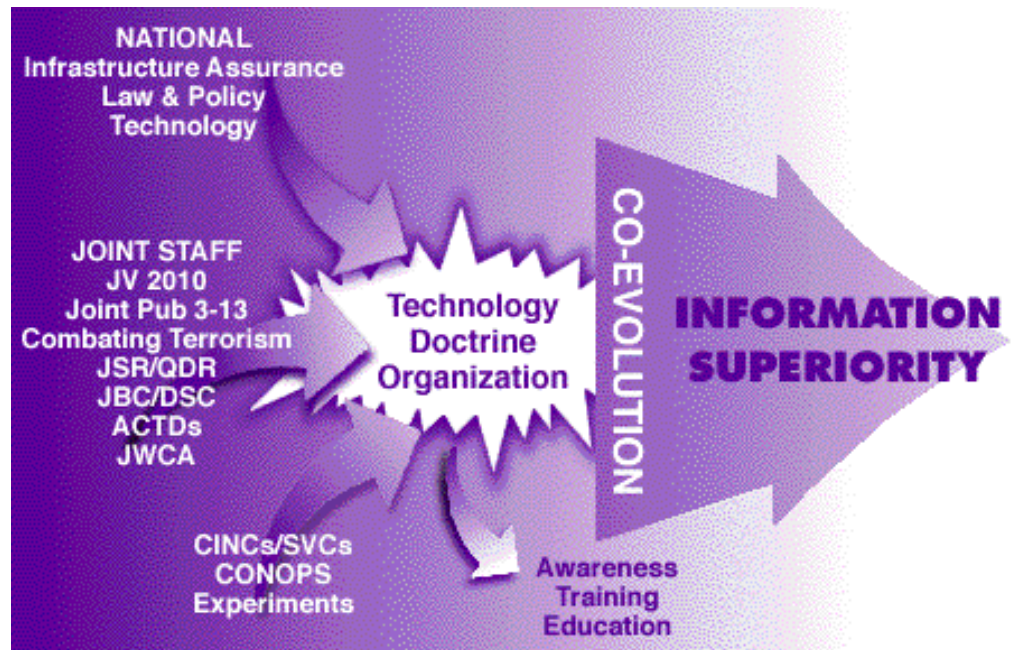 NATIONAL
Infrastructure Assurance
Law & Policy
Technology
JOINT STAFF
JV 2010
Joint Pub 3-13
Combating Terrorism
JSR/QDR
JBC/DSC
ACTDs
JWCA
CINCs/SVCs
CONOPS
Experiments
Technology
Doctrine
Organization
Awareness
Training
Education
CO-EVOLUTION
INFORMATION
SUPERIORITY